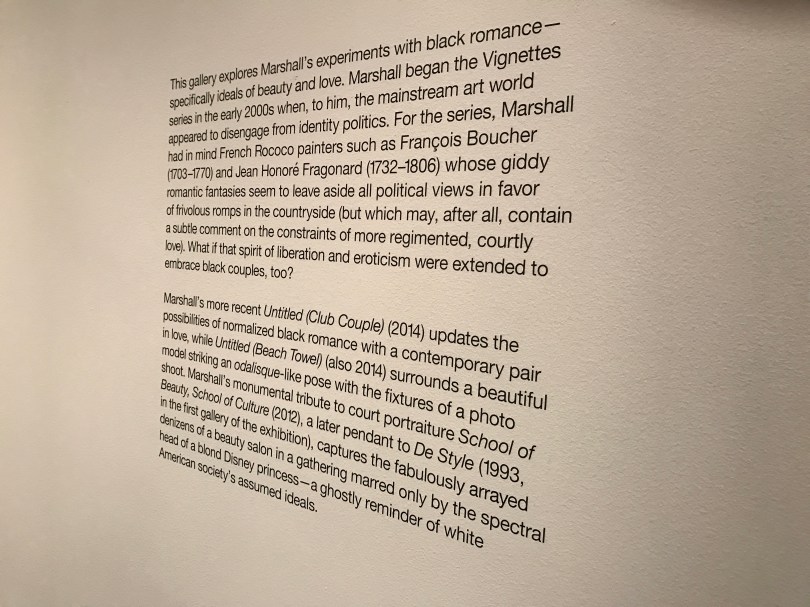 This gallery explores Marshall's experiments with black romance—
specifically ideals of beauty and love. Marshall began the Vignettes
series in the early 2000s when, to him, the mainstream art world
appeared to disengage from identity politics. For the series, Marshall
had in mind French Rococo painters such as François Boucher
(1703–1770) and Jean Honoré Fragonard (1732–1806) whose giddy
romantic fantasies seem to leave aside all political views in favor
of frivolous romps in the countryside (but which may, after all, contain
a subtle comment on the constraints of more regimented, courtly
love). What if that spirit of liberation and eroticism were extended to
embrace black couples, too?
Marshall's more recent Untitled (Club Couple) (2014) updates the
possibilities of normalized black romance with a contemporary pair
in love, while Untitled (Beach Towel) (also 2014) surrounds a beautiful
model striking an odalisque-like pose with the fixtures of a photo
shoot. Marshall's monumental tribute to court portraiture School of
Beauty, School of Culture (2012), a later pendant to De Style (1993,
in the first gallery of the exhibition), captures the fabulously arrayed
denizens of a beauty salon in a gathering marred only by the spectral
head of a blond Disney princess—a ghostly reminder of white
American society's assumed ideals.